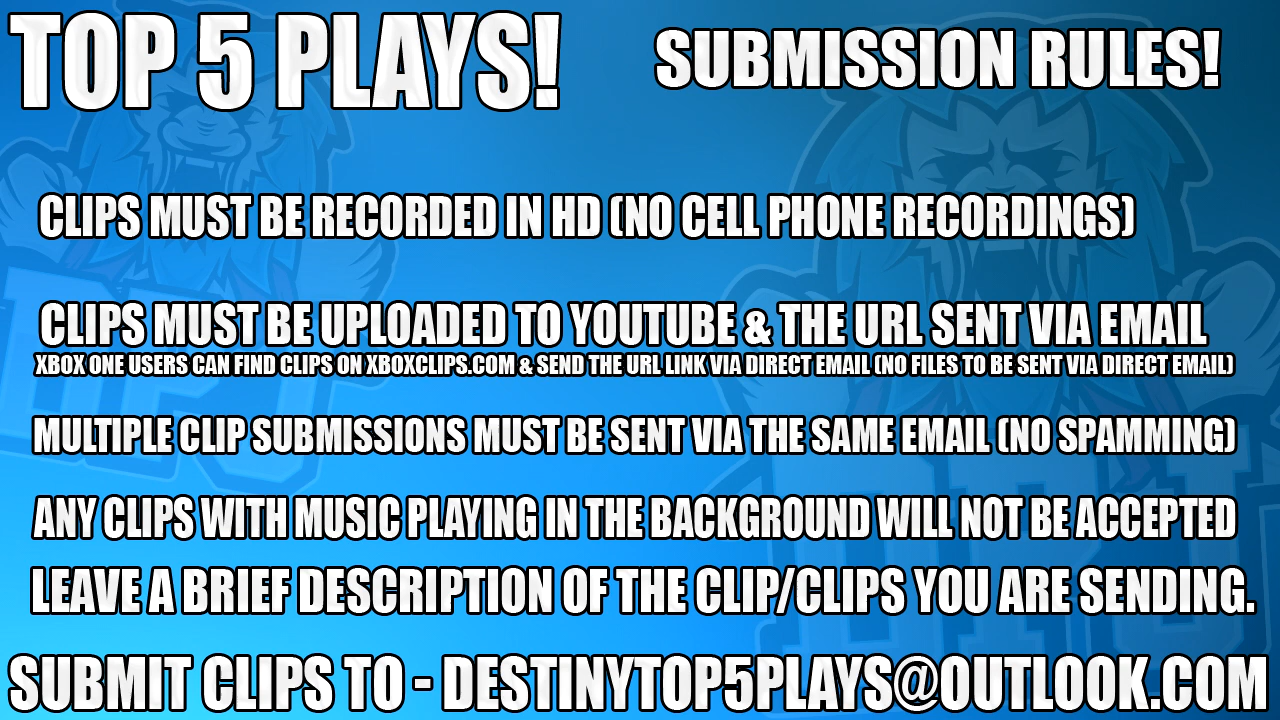 TOP 5 PLAYS!
SUBMISSION RULES!
CLIPS MUST BE RECORDED IN HD (NO CELL PHONE RECORDINGS)
CLIPS MUST BE UPLOADED TO YOUTUBE & THE URL SENT VIA EMAIL
XBOX ONE USERS CAN FIND CLIPS ON XBOXCLIPS.COM & SEND THE URL LINK VIA DIRECT EMAIL (NO FILES TO BE SENT VIA DIRECT EMAIL)
MULTIPLE CLIP SUBMISSIONS MUST BE SENT VIA THE SAME EMAIL (NO SPAMMING)
ANY CLIPS WITH MUSIC PLAYING IN THE BACKGROUND WILL NOT BE ACCEPTED
LEAVE A BRIEF DESCRIPTION OF THE CLIP/CLIPS YOU ARE SENDING.
SUBMIT CLIPS TO - DESTINYTOP5PLAYS@OUTLOOK.COM